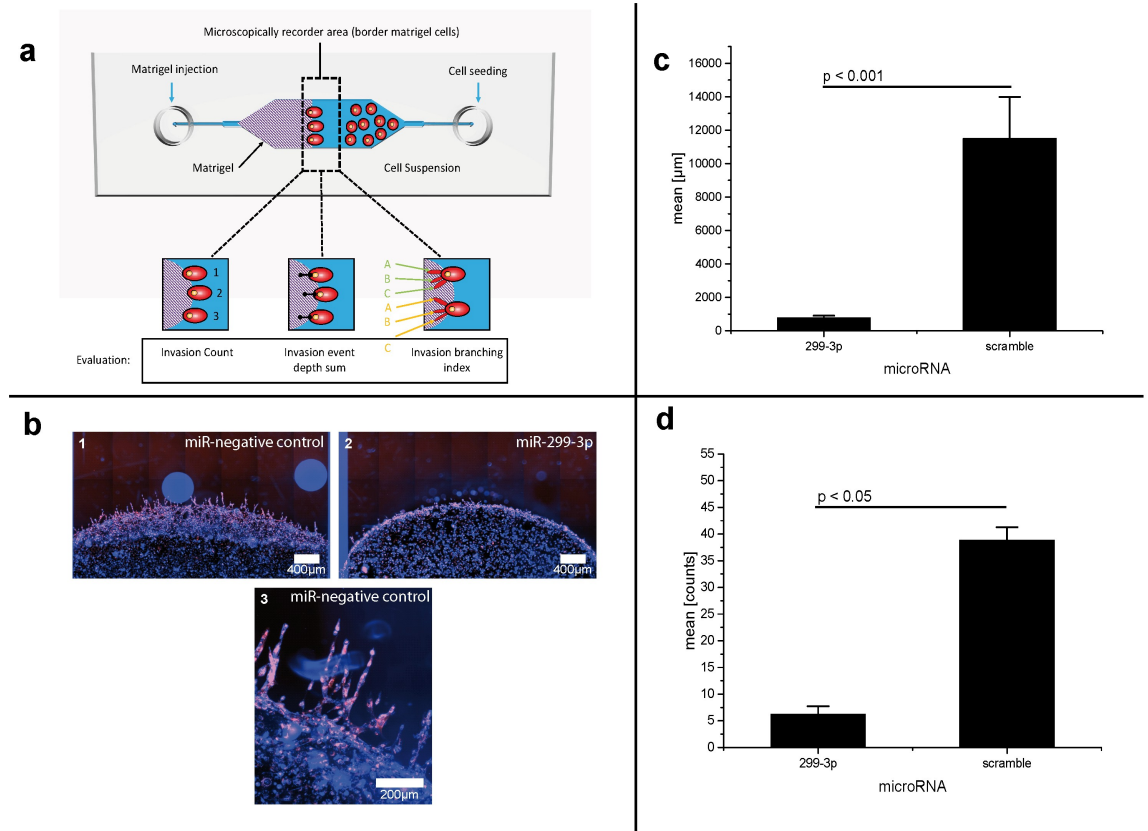 a
Microscopically recorder area (border matrigel cells)
Matrigel injection
Cell seeding
Matrigel
Cell Suspension
1
2
3
A
B
C
A
B
C
Evaluation:
Invasion Count
Invasion event
depth sum
Invasion branching
index
b
1
miR-negative control
400µm
2
miR-299-3p
400µm
3
miR-negative control
200µm
c
p < 0.001
mean [µm]
16000
14000
12000
10000
8000
6000
4000
2000
0
299-3p
scramble
microRNA
d
p < 0.05
mean [counts]
55
50
45
40
35
30
25
20
15
10
5
0
299-3p
scramble
microRNA